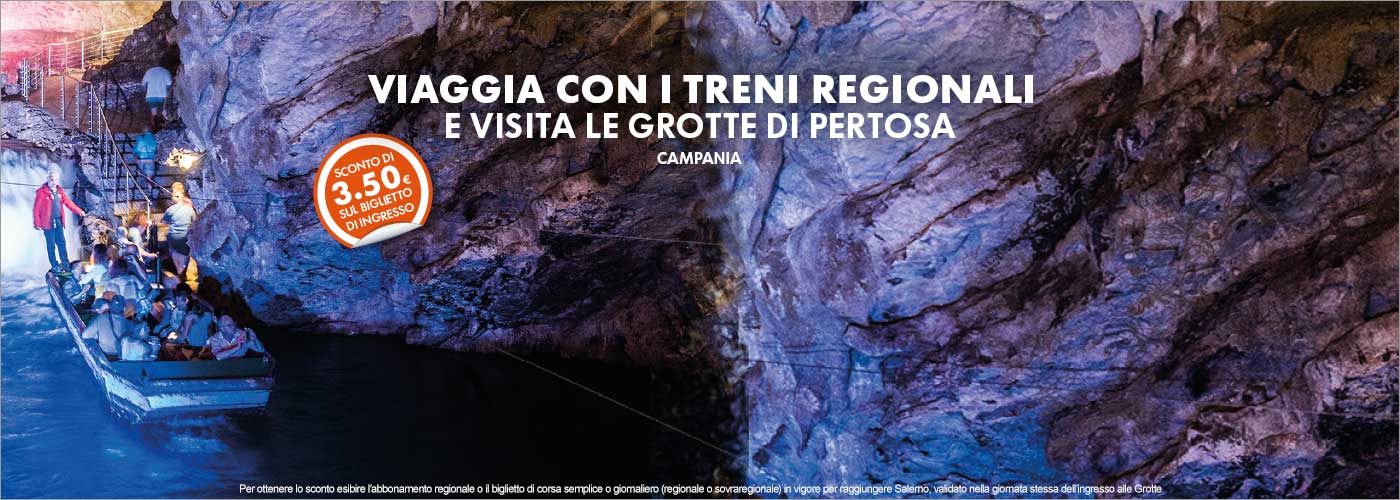 VIAGGIA CON I TRENI REGIONALI
E VISITA LE GROTTE DI PERTOSA
CAMPANIA
SCONTO DI
3.50€
SUL BIGLIETTO
DI INGRESSO
Per ottenere lo sconto esibire l'abbonamento regionale o il biglietto di corsa semplice o giornaliero (regionale o sovraregionale) in vigore per raggiungere Salerno, validato nella giornata stessa dell'ingresso alle Grotte